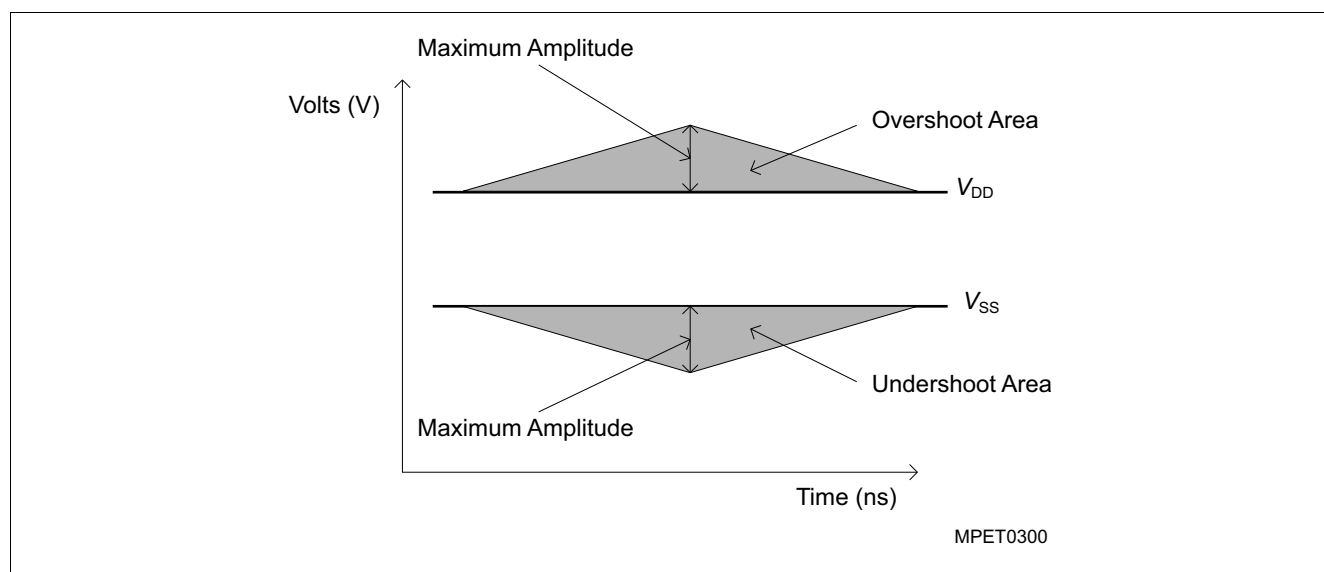 Maximum Amplitude
Volts (V)
Overshoot Area
VDD
VSS
Undershoot Area
Maximum Amplitude
Time (ns)
MPET0300